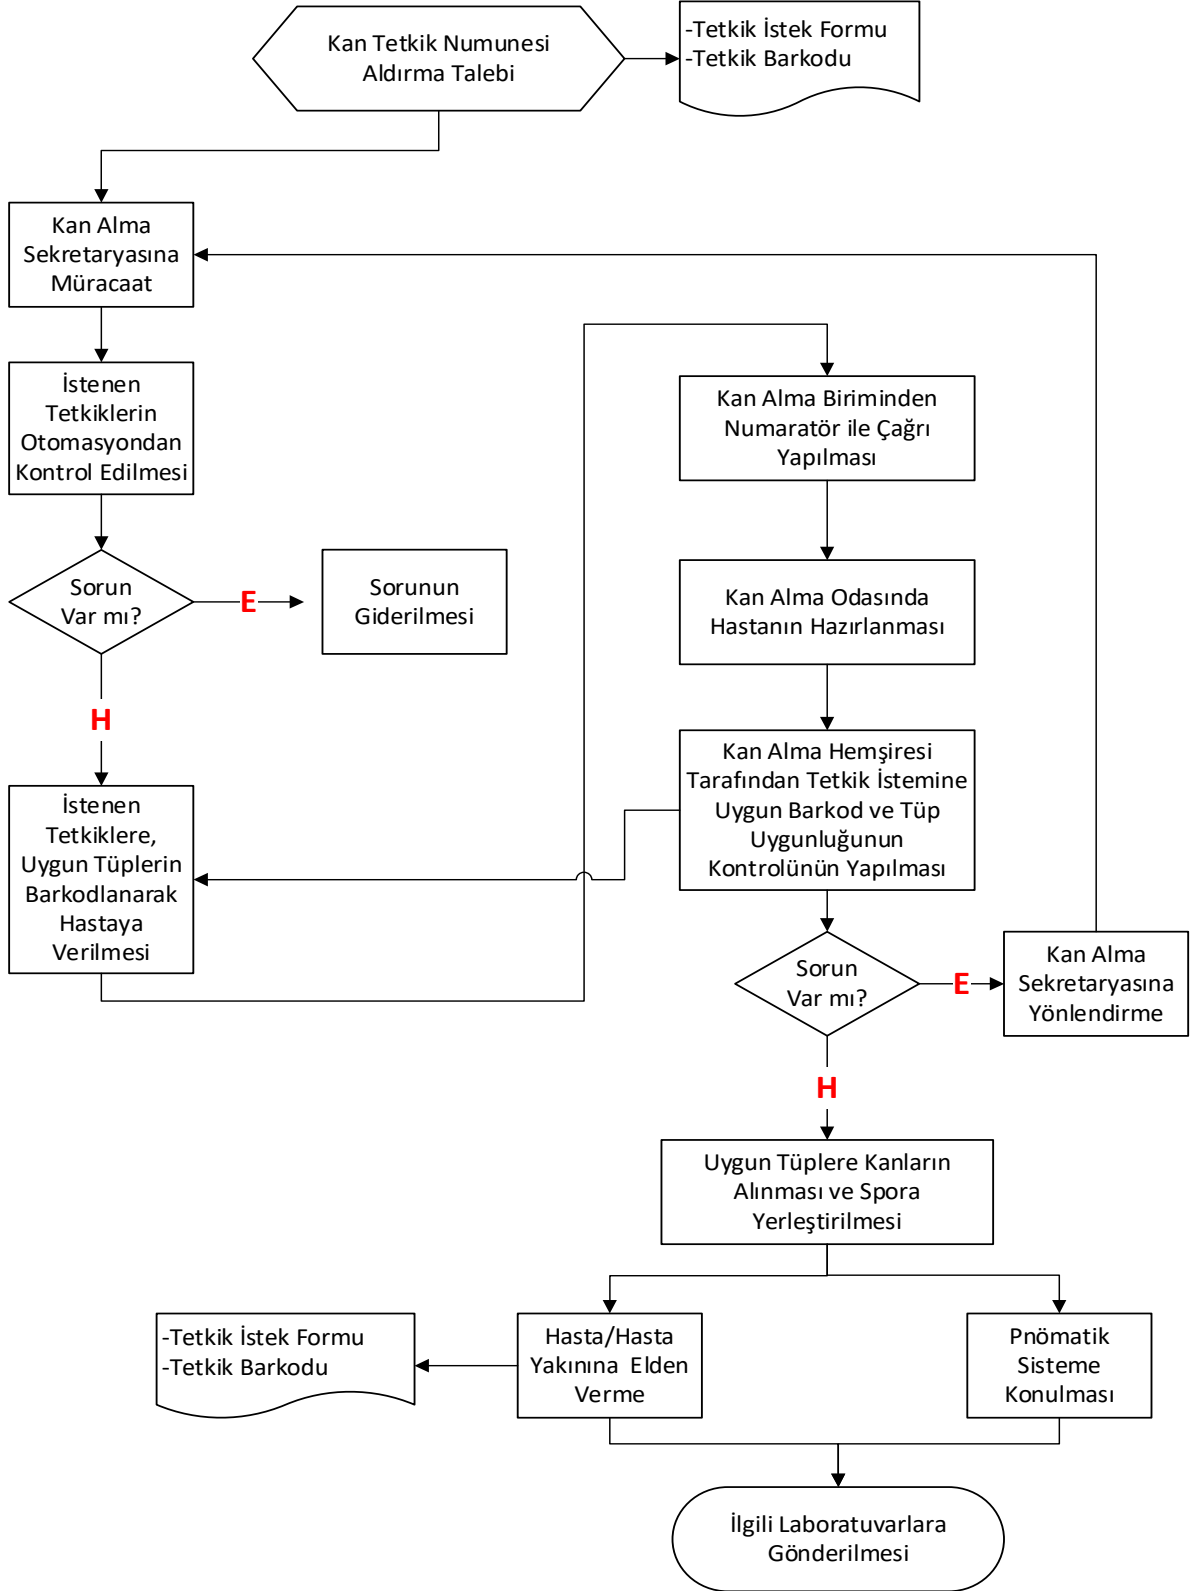 Kan Tetkik Numunesi
Aldırma Talebi
-Tetkik İstek Formu
-Tetkik Barkodu
Kan Alma
Sekretaryasına
Müracaat
İstenen
Tetkiklerin
Otomasyondan
Kontrol Edilmesi
Sorun
Var mı?
E
Sorunun
Giderilmesi
H
İstenen
Tetkiklere,
Uygun Tüplerin
Barkodlanarak
Hastaya
Verilmesi
Kan Alma Biriminden
Numaratör ile Çağrı
Yapılması
Kan Alma Odasında
Hastanın Hazırlanması
Kan Alma Hemşiresi
Tarafından Tetkik İstemine
Uygun Barkod ve Tüp
Uygunluğunun
Kontrolünün Yapılması
Sorun
Var mı?
E
Kan Alma
Sekretaryasına
Yönlendirme
H
Uygun Tüplere Kanların
Alınması ve Spora
Yerleştirilmesi
Hasta/Hasta
Yakınına  Elden
Verme
-Tetkik İstek Formu
-Tetkik Barkodu
Pnömatik
Sisteme
Konulması
İlgili Laboratuvarlara
Gönderilmesi